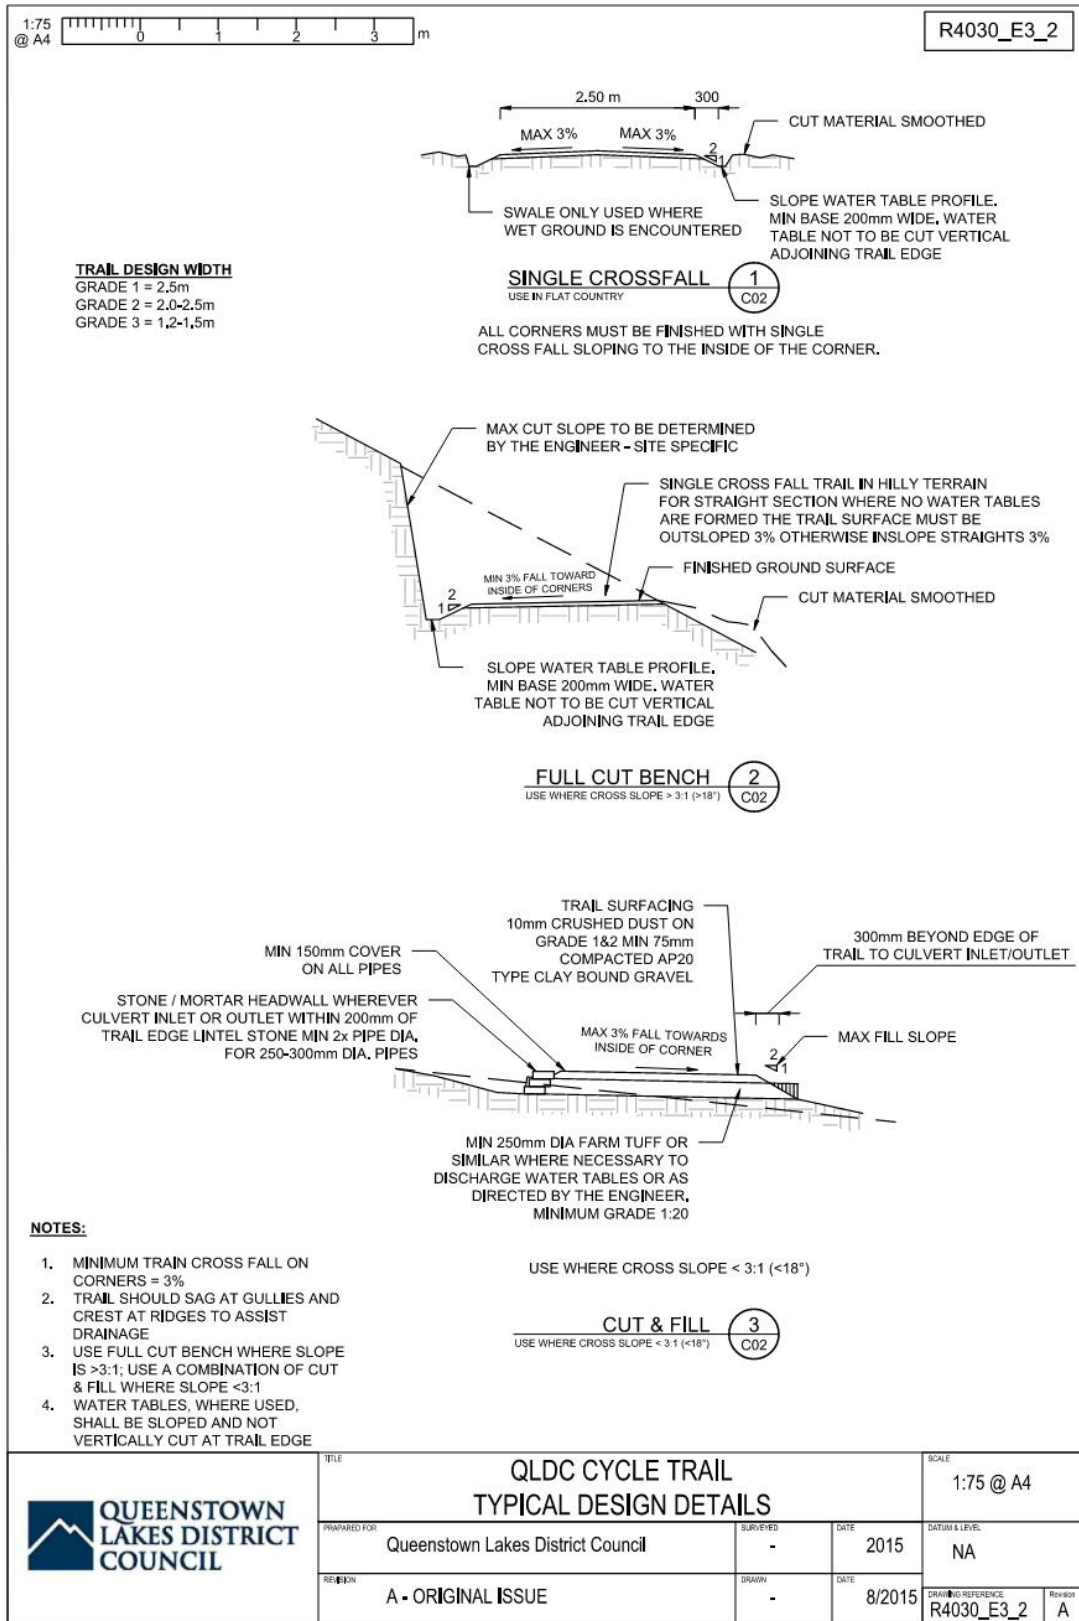 1:75
@ A4
0 1 2 3 m
R4030_E3_2
2.50 m
300
MAX 3%
MAX 3%
2
1
CUT MATERIAL SMOOTHED
SWALE ONLY USED WHERE
WET GROUND IS ENCOUNTERED
SLOPE WATER TABLE PROFILE.
MIN BASE 200mm WIDE. WATER
TABLE NOT TO BE CUT VERTICAL
ADJOINING TRAIL EDGE
TRAIL DESIGN WIDTH
GRADE 1 = 2.5m
GRADE 2 = 2.0-2.5m
GRADE 3 = 1.2-1.5m
SINGLE CROSSFALL
USE IN FLAT COUNTRY
1
C02
ALL CORNERS MUST BE FINISHED WITH SINGLE
CROSS FALL SLOPING TO THE INSIDE OF THE CORNER.
MAX CUT SLOPE TO BE DETERMINED
BY THE ENGINEER - SITE SPECIFIC
SINGLE CROSS FALL TRAIL IN HILLY TERRAIN
FOR STRAIGHT SECTION WHERE NO WATER TABLES
ARE FORMED THE TRAIL SURFACE MUST BE
OUTSLOPED 3% OTHERWISE INSLOPE STRAIGHTS 3%
MIN 3% FALL TOWARD
INSIDE OF CORNERS
FINISHED GROUND SURFACE
2
1
CUT MATERIAL SMOOTHED
SLOPE WATER TABLE PROFILE.
MIN BASE 200mm WIDE. WATER
TABLE NOT TO BE CUT VERTICAL
ADJOINING TRAIL EDGE
FULL CUT BENCH
USE WHERE CROSS SLOPE > 3:1 (>18°)
2
C02
TRAIL SURFACING
10mm CRUSHED DUST ON
GRADE 1&2 MIN 75mm
COMPACTED AP20
TYPE CLAY BOUND GRAVEL
MIN 150mm COVER
ON ALL PIPES
300mm BEYOND EDGE OF
TRAIL TO CULVERT INLET/OUTLET
STONE / MORTAR HEADWALL WHEREVER
CULVERT INLET OR OUTLET WITHIN 200mm OF
TRAIL EDGE LINTEL STONE MIN 2x PIPE DIA.
FOR 250-300mm DIA. PIPES
MAX 3% FALL TOWARDS
INSIDE OF CORNER
MAX FILL SLOPE
2
1
MIN 250mm DIA FARM TUFF OR
SIMILAR WHERE NECESSARY TO
DISCHARGE WATER TABLES OR AS
DIRECTED BY THE ENGINEER.
MINIMUM GRADE 1:20
USE WHERE CROSS SLOPE < 3:1 (<18°)
CUT & FILL
USE WHERE CROSS SLOPE < 3:1 (<18°)
3
C02
NOTES:
1. MINIMUM TRAIN CROSS FALL ON
CORNERS = 3%
2. TRAIL SHOULD SAG AT GULLIES AND
CREST AT RIDGES TO ASSIST
DRAINAGE
3. USE FULL CUT BENCH WHERE SLOPE
IS >3:1; USE A COMBINATION OF CUT
& FILL WHERE SLOPE <3:1
4. WATER TABLES, WHERE USED,
SHALL BE SLOPED AND NOT
VERTICALLY CUT AT TRAIL EDGE
QUEENSTOWN
LAKES DISTRICT
COUNCIL
TITLE
QLDC CYCLE TRAIL
TYPICAL DESIGN DETAILS
SCALE
1:75 @ A4
PREPARED FOR
Queenstown Lakes District Council
SURVEYED
-
DATE
2015
DATUM & LEVEL
NA
REVISION
A - ORIGINAL ISSUE
DRAWN
-
DATE
8/2015
DRAWING REFERENCE
R4030_E3_2
Revision
A